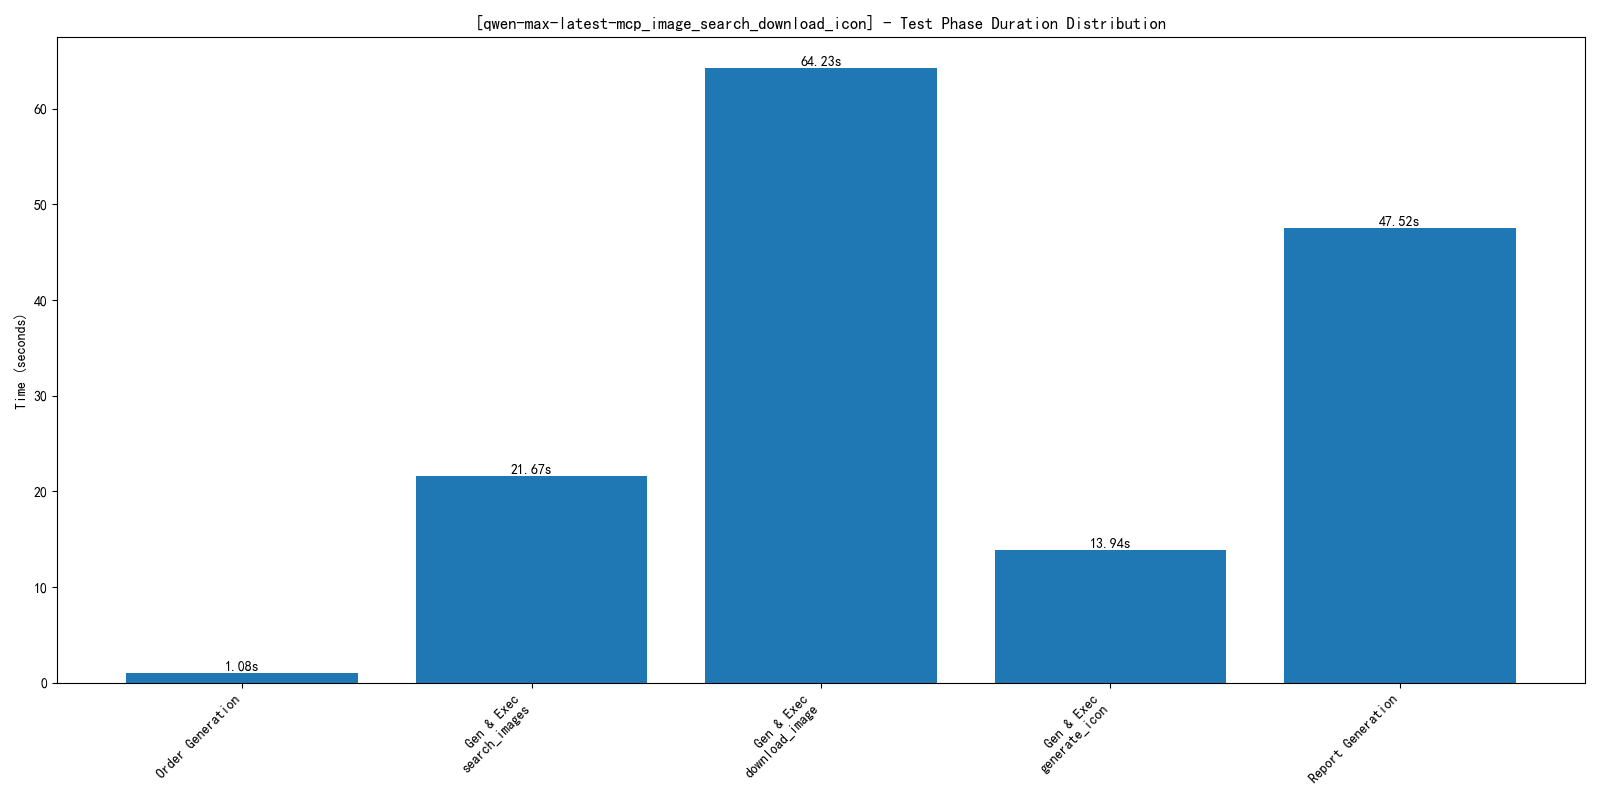 [qwen-max-latest-mcp_image_search_download_icon] - Test Phase Duration Distribution
Time (seconds)
60
50
40
30
20
10
0
1.08s
21.67s
64.23s
13.94s
47.52s
Order Generation
Gen & Exec
search_images
Gen & Exec
download_image
Gen & Exec
generate_icon
Report Generation